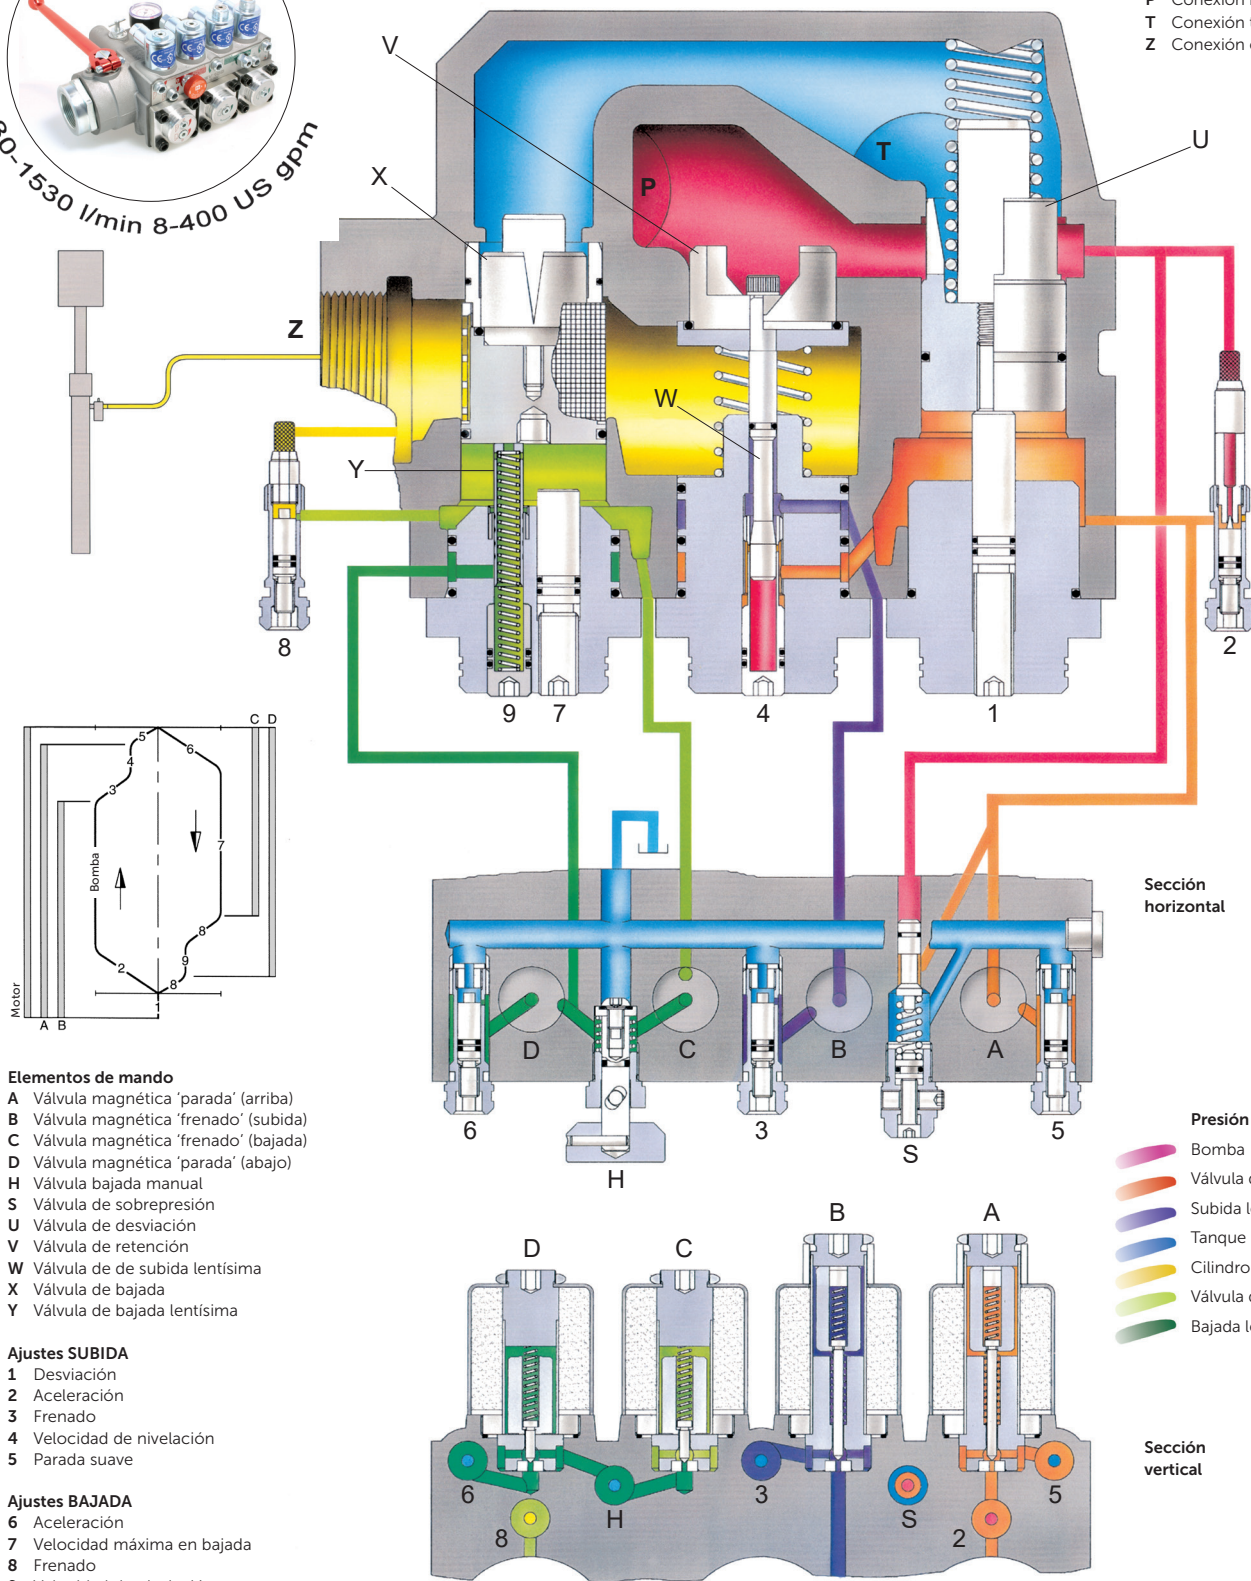 P Conexión
T Conexión
Z Conexión
30-1530 l/min 8-400 US gpm
V
X
P
T
U
Z
W
Y
8
9
7
4
1
2
C D
5
6
4
3
Bomba
7
8
2
9
8
1
Motor
A B
Sección
horizontal
D
C
B
A
6
3
5
H
S
Elementos de mando
A Válvula magnética 'parada' (arriba)
B Válvula magnética 'frenado' (subida)
C Válvula magnética 'frenado' (bajada)
D Válvula magnética 'parada' (abajo)
H Válvula bajada manual
S Válvula de sobrepresión
U Válvula de desviación
V Válvula de retención
W Válvula de de subida lentísima
X Válvula de bajada
Y Válvula de bajada lentísima
Presión
Bomba
Válvula
Subida
Tanque
Cilindro
Válvula
Bajada
Ajustes SUBIDA
1 Desviación
2 Aceleración
3 Frenado
4 Velocidad de nivelación
5 Parada suave
Ajustes BAJADA
6 Aceleración
7 Velocidad máxima en bajada
8 Frenado
D
C
B
A
6
H
3
S
5
8
2
Sección
vertical